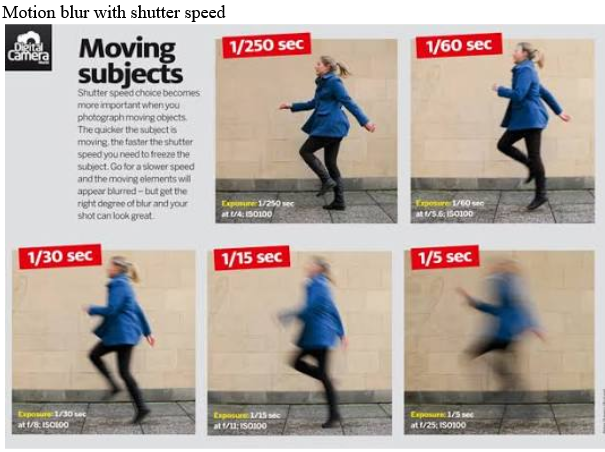 Motion blur with shutter speed
Digital
Camera
Moving
subjects
Shutter speed choice becomes
more important when you
photograph moving objects.
The quicker the subject is
moving, the faster the shutter
speed you need to freeze the
subject. Go for a slower speed
and the moving elements will
appear blurred – but get the
right degree of blur and your
shot can look great.
1/250 sec
Exposure: 1/250 sec
at f/4; ISO100
1/60 sec
Exposure: 1/60 sec
at f/5.6; ISO100
1/30 sec
Exposure: 1/30 sec
at f/8; ISO100
1/15 sec
Exposure: 1/15 sec
at f/11; ISO100
1/5 sec
Exposure: 1/5 sec
at f/25; ISO100